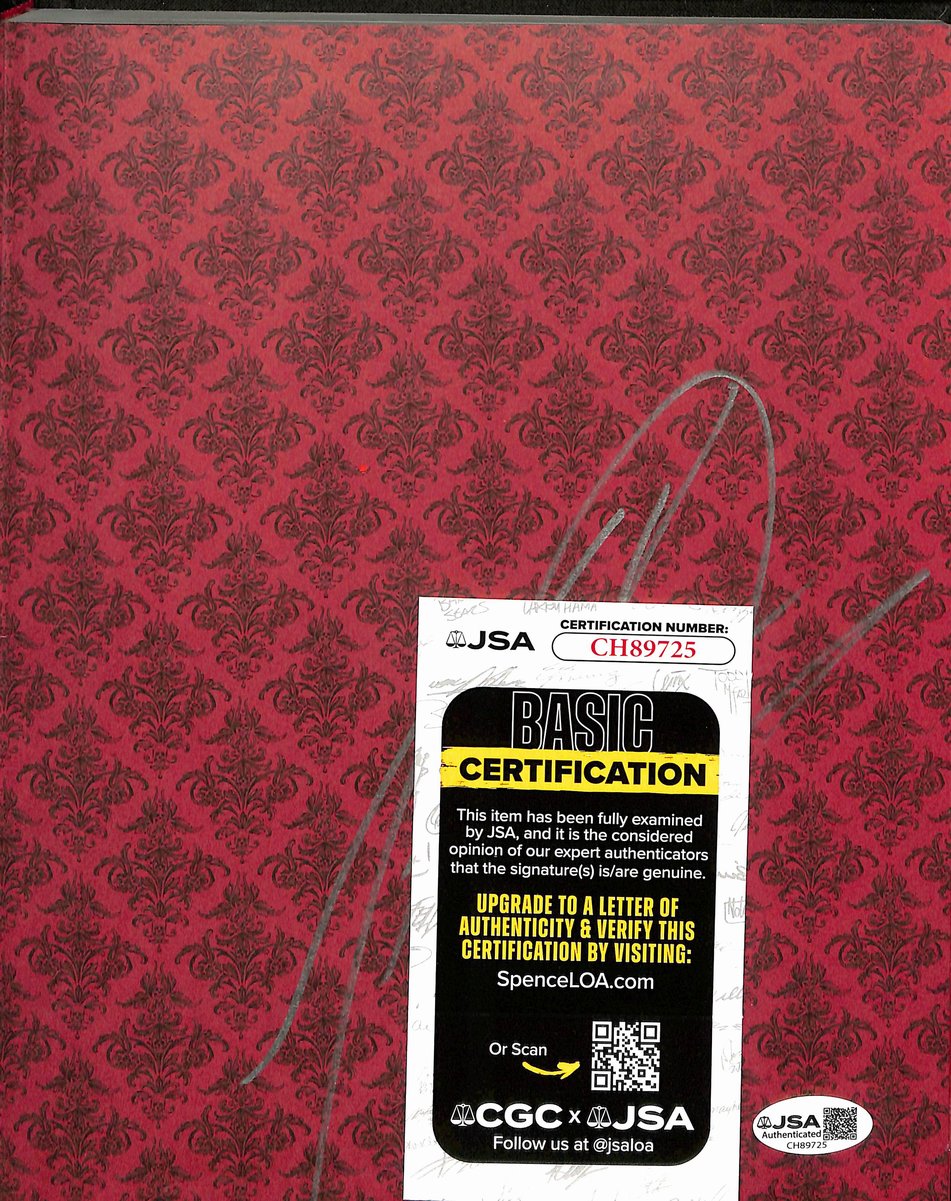 JSA
CERTIFICATION NUMBER:
CH89725
BASIC
CERTIFICATION
This item has been fully examined
by JSA, and it is the considered
opinion of our expert authenticators
that the signature(s) is/are genuine.
UPGRADE TO A LETTER OF
AUTHENTICITY & VERIFY THIS
CERTIFICATION BY VISITING:
SpenceLOA.com
Or Scan
CGC x JSA
Follow us at @jsaloa
JSA
Authenticated
CH89725